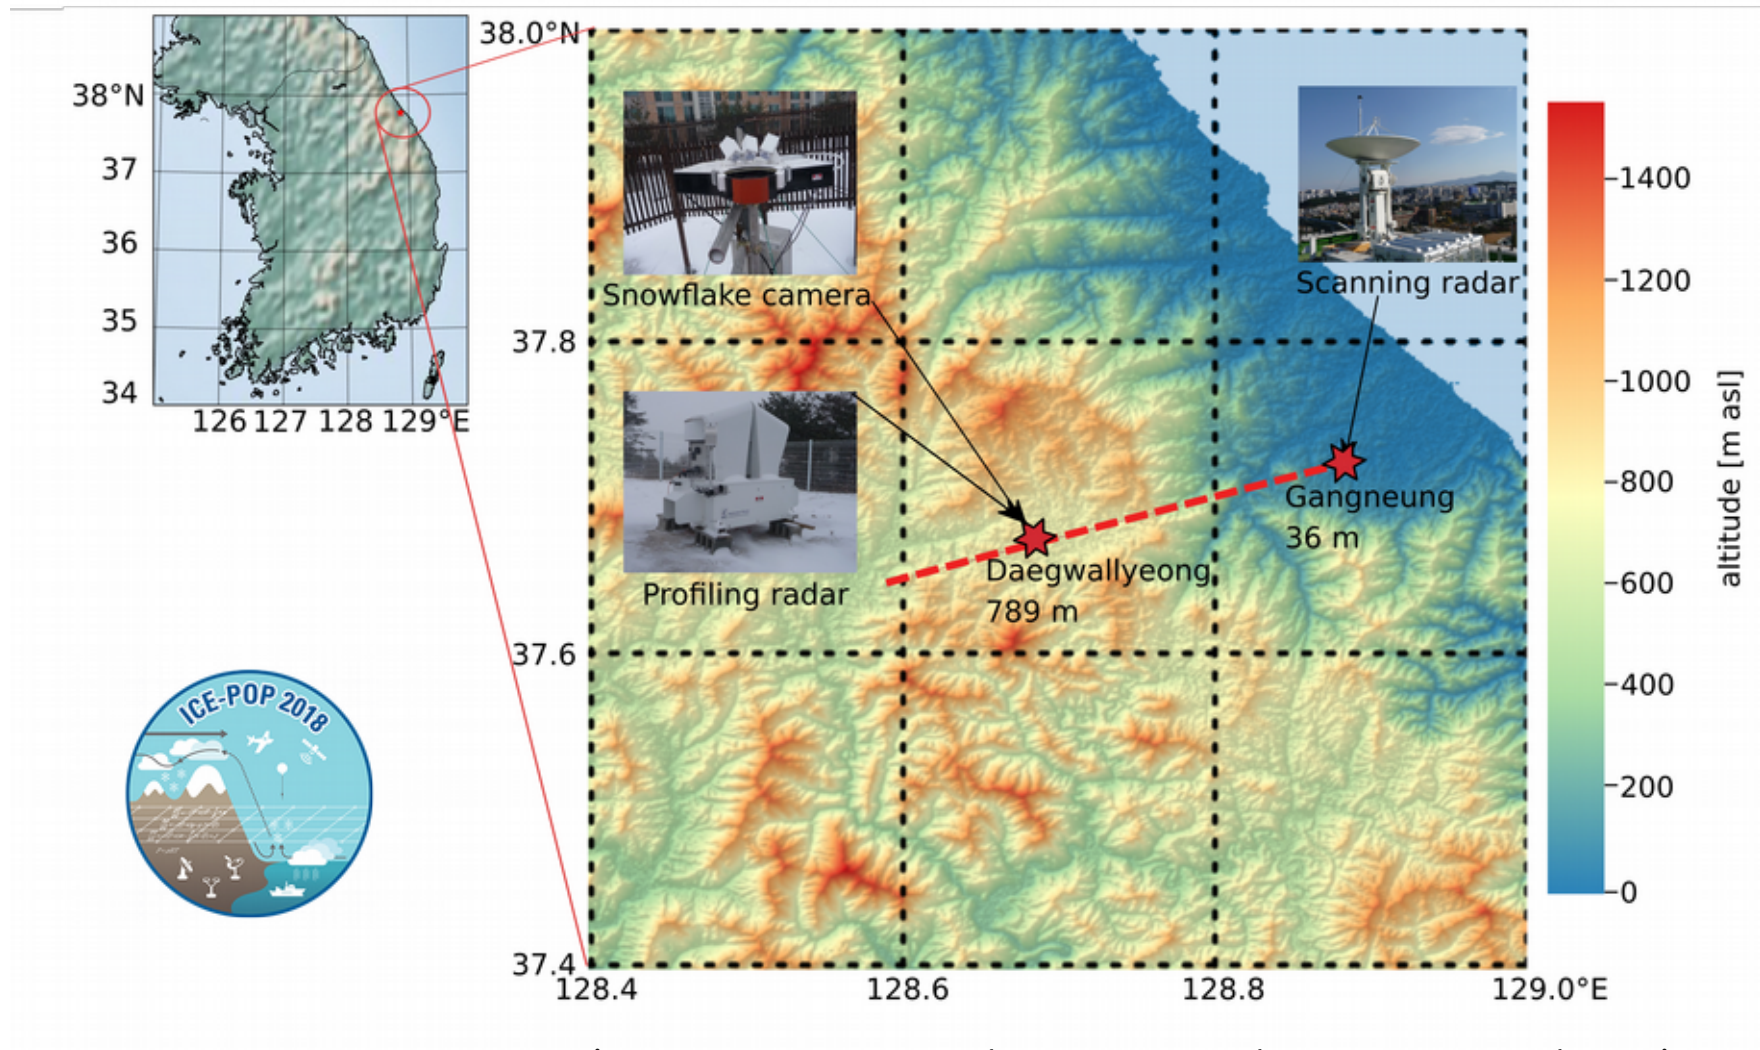 38°N
37
36
35
34
126 127 128 129°E
38.0°N
37.8
37.6
37.4
128.4
128.6
128.8
129.0°E
Snowflake camera
Profiling radar
Scanning radar
Gangneung
36 m
Daegwallyeong
789 m
1400
1200
1000
800
600
400
200
0
altitude [m asl]
ICE-POP 2018